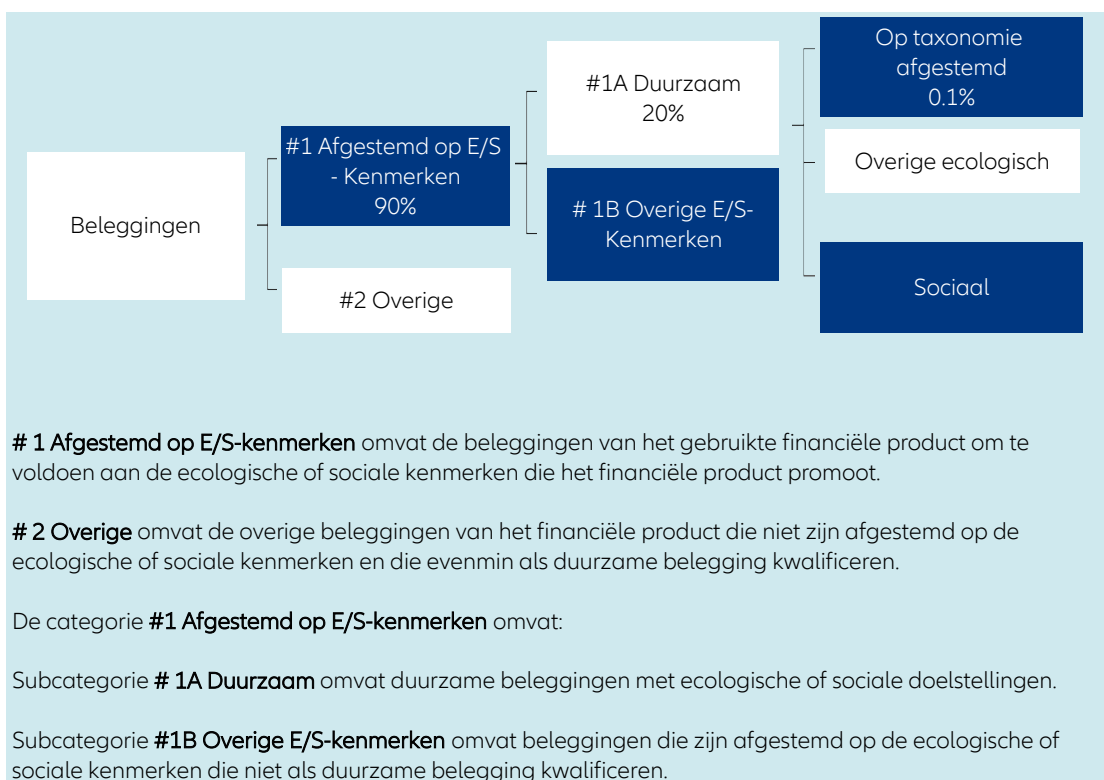 Beleggingen
#1 Afgestemd op E/S
- Kenmerken
90%
#2 Overige
#1A Duurzaam
20%
# 1B Overige E/S-
Kenmerken
Op taxonomie
afgestemd
0.1%
Overige ecologisch
Sociaal
# 1 Afgestemd op E/S-kenmerken omvat de beleggingen van het gebruikte financiële product om te
voldoen aan de ecologische of sociale kenmerken die het financiële product promoot.
# 2 Overige omvat de overige beleggingen van het financiële product die niet zijn afgestemd op de
ecologische of sociale kenmerken en die evenmin als duurzame belegging kwalificeren.
De categorie #1 Afgestemd op E/S-kenmerken omvat:
Subcategorie # 1A Duurzaam omvat duurzame beleggingen met ecologische of sociale doelstellingen.
Subcategorie #1B Overige E/S-kenmerken omvat beleggingen die zijn afgestemd op de ecologische of
sociale kenmerken die niet als duurzame belegging kwalificeren.